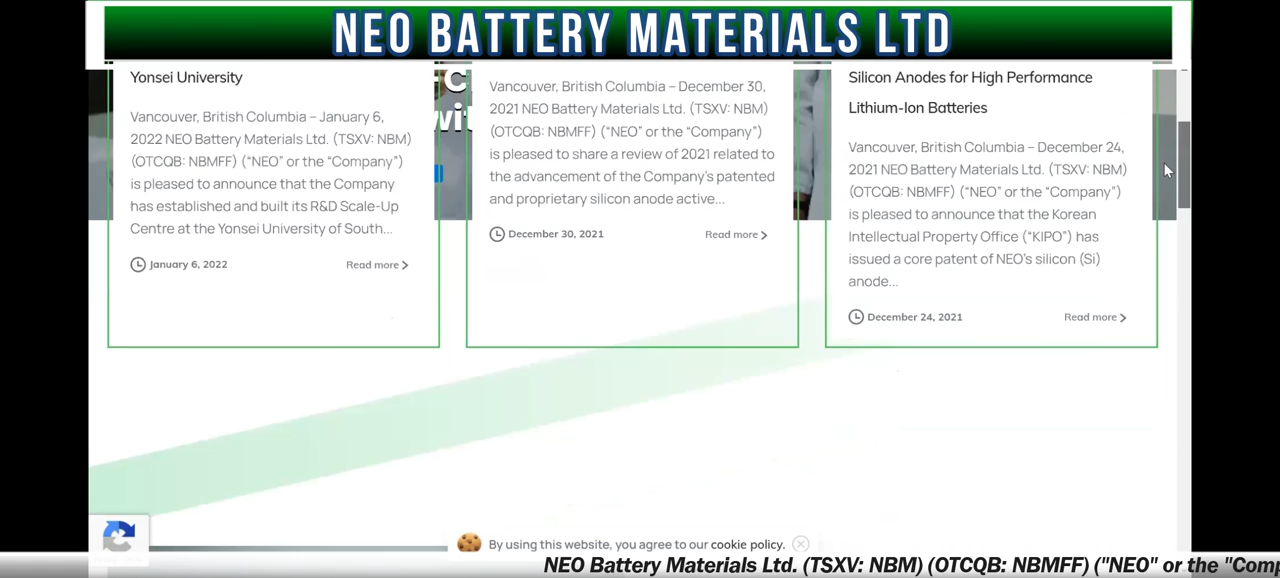 NEO BATTERY MATERIALS LTD
Yonsei University
Vancouver, British Columbia – January 6,
2022 NEO Battery Materials Ltd. (TSXV: NBM)
(OTCQB: NBMFF) (“NEO” or the “Company”)
is pleased to announce that the Company
has established and built its R&D Scale-Up
Centre at the Yonsei University of South...
January 6, 2022
Read more
Vancouver, British Columbia – December 30,
2021 NEO Battery Materials Ltd. (TSXV: NBM)
(OTCQB: NBMFF) (“NEO” or the “Company”)
is pleased to share a review of 2021 related to
the advancement of the Company’s patented
and proprietary silicon anode active...
December 30, 2021
Read more
Silicon Anodes for High Performance
Lithium-Ion Batteries
Vancouver, British Columbia – December 24,
2021 NEO Battery Materials Ltd. (TSXV: NBM)
(OTCQB: NBMFF) (“NEO” or the “Company”)
is pleased to announce that the Korean
Intellectual Property Office (“KIPO”) has
issued a core patent of NEO’s silicon (Si)
anode...
December 24, 2021
Read more
By using this website, you agree to our cookie policy.
NEO Battery Materials Ltd. (TSXV: NBM) (OTCQB: NBMFF) ("NEO" or the "Comp